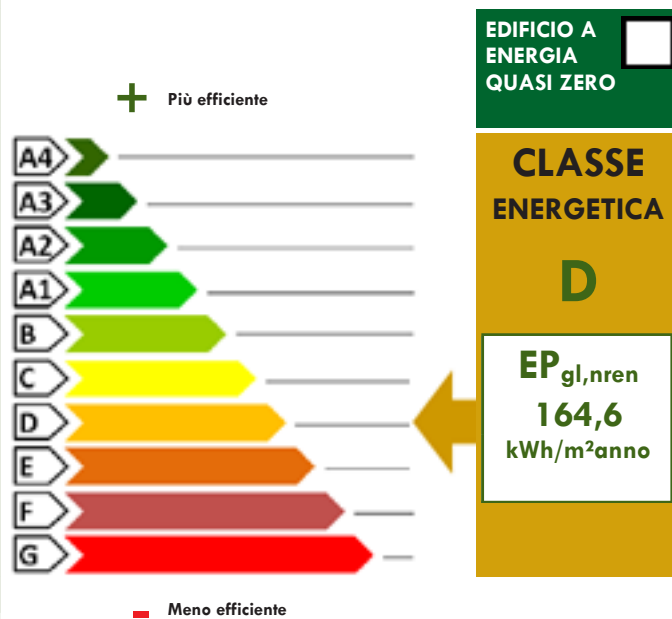 EDIFICIO A
ENERGIA
QUASI ZERO
+ Più efficiente
A4
A3
A2
A1
B
C
D
E
F
G
- Meno efficiente
CLASSE
ENERGETICA
D
EPgl,nren
164,6
kWh/m²anno